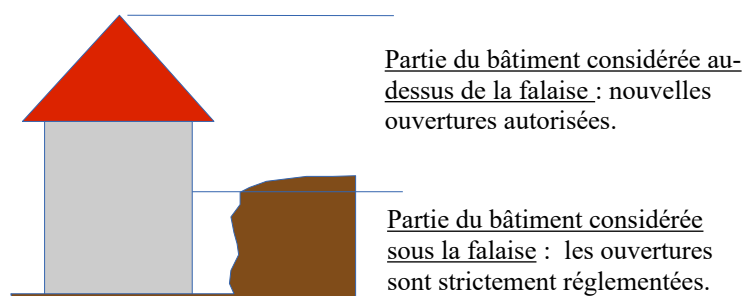 Partie du bâtiment considérée au-
dessus de la falaise : nouvelles
ouvertures autorisées.
Partie du bâtiment considérée
sous la falaise : les ouvertures
sont strictement réglementées.